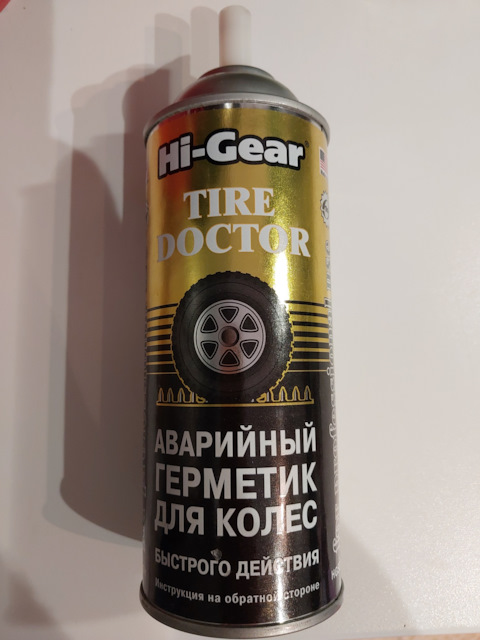 Hi-Gear®
TIRE
DOCTOR
АВАРИЙНЫЙ
ГЕРМЕТИК
ДЛЯ КОЛЕС
БЫСТРОГО ДЕЙСТВИЯ
Инструкция на обратной стороне